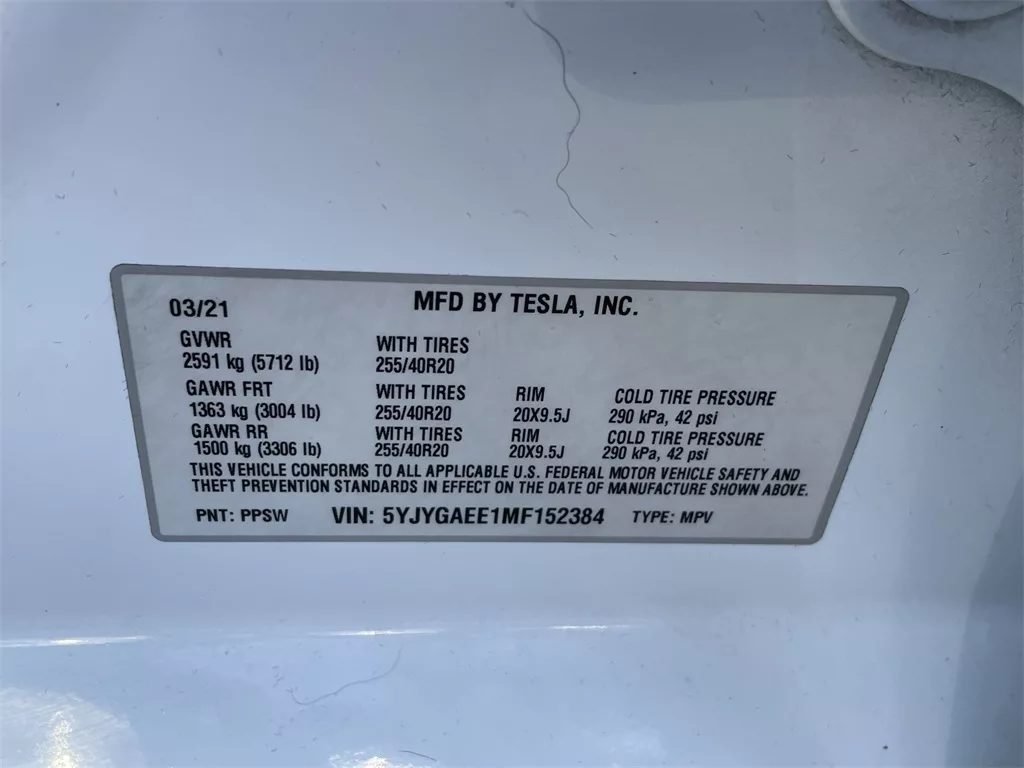 03/21 MFD BY TESLA, INC.
GVWR WITH TIRES
2591 kg (5712 lb) 255/40R20
GAWR FRT WITH TIRES RIM COLD TIRE PRESSURE
1363 kg (3004 lb) 255/40R20 20X9.5J 290 kPa, 42 psi
GAWR RR WITH TIRES RIM COLD TIRE PRESSURE
1500 kg (3306 lb) 255/40R20 20X9.5J 290 kPa, 42 psi
THIS VEHICLE CONFORMS TO ALL APPLICABLE U.S. FEDERAL MOTOR VEHICLE SAFETY AND
THEFT PREVENTION STANDARDS IN EFFECT ON THE DATE OF MANUFACTURE SHOWN ABOVE.
PNT: PPSW VIN: 5YJYGAEE1MF152384 TYPE: MPV